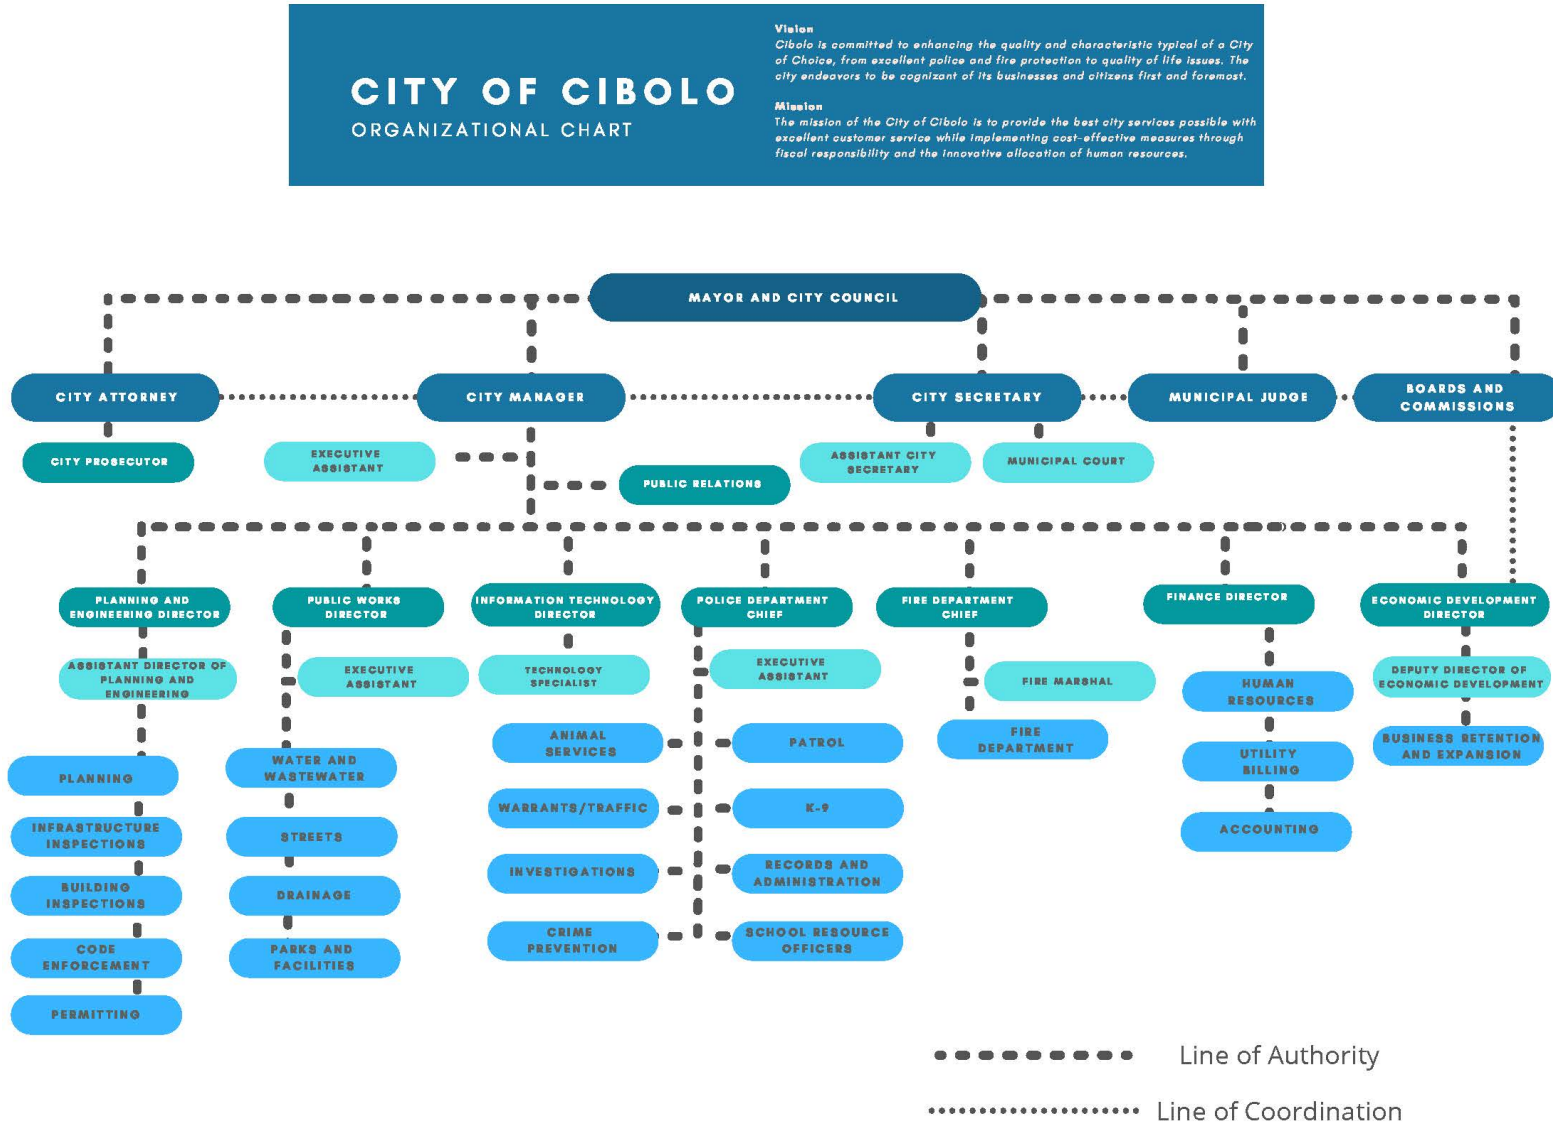 CITY OF CIBOLO
ORGANIZATIONAL CHART
Vision
Cibolo is committed to enhancing the quality and characteristic typical of a City
of Choice, from excellent police and fire protection to quality of life issues. The
city endeavors to be cognizant of its businesses and citizens first and foremost.
Mission
The mission of the City of Cibolo is to provide the best city services possible with
excellent customer service while implementing cost-effective measures through
fiscal responsibility and the innovative allocation of human resources.
MAYOR AND CITY COUNCIL
CITY ATTORNEY
CITY MANAGER
CITY SECRETARY
MUNICIPAL JUDGE
BOARDS AND
COMMISSIONS
CITY PROSECUTOR
EXECUTIVE
ASSISTANT
PUBLIC RELATIONS
ASSISTANT CITY
SECRETARY
MUNICIPAL COURT
PLANNING AND
ENGINEERING DIRECTOR
PUBLIC WORKS
DIRECTOR
INFORMATION TECHNOLOGY
DIRECTOR
POLICE DEPARTMENT
CHIEF
FIRE DEPARTMENT
CHIEF
FINANCE DIRECTOR
ECONOMIC DEVELOPMENT
DIRECTOR
ASSISTANT DIRECTOR OF
PLANNING AND
ENGINEERING
EXECUTIVE
ASSISTANT
TECHNOLOGY
SPECIALIST
EXECUTIVE
ASSISTANT
FIRE MARSHAL
HUMAN
RESOURCES
DEPUTY DIRECTOR OF
ECONOMIC DEVELOPMENT
PLANNING
WATER AND
WASTEWATER
ANIMAL
SERVICES
PATROL
FIRE
DEPARTMENT
UTILITY
BILLING
BUSINESS RETENTION
AND EXPANSION
INFRASTRUCTURE
INSPECTIONS
STREETS
WARRANTS/TRAFFIC
K-9
ACCOUNTING
BUILDING
INSPECTIONS
DRAINAGE
INVESTIGATIONS
RECORDS AND
ADMINISTRATION
CODE
ENFORCEMENT
PARKS AND
FACILITIES
CRIME
PREVENTION
SCHOOL RESOURCE
OFFICERS
PERMITTING
Line of Authority
Line of Coordination